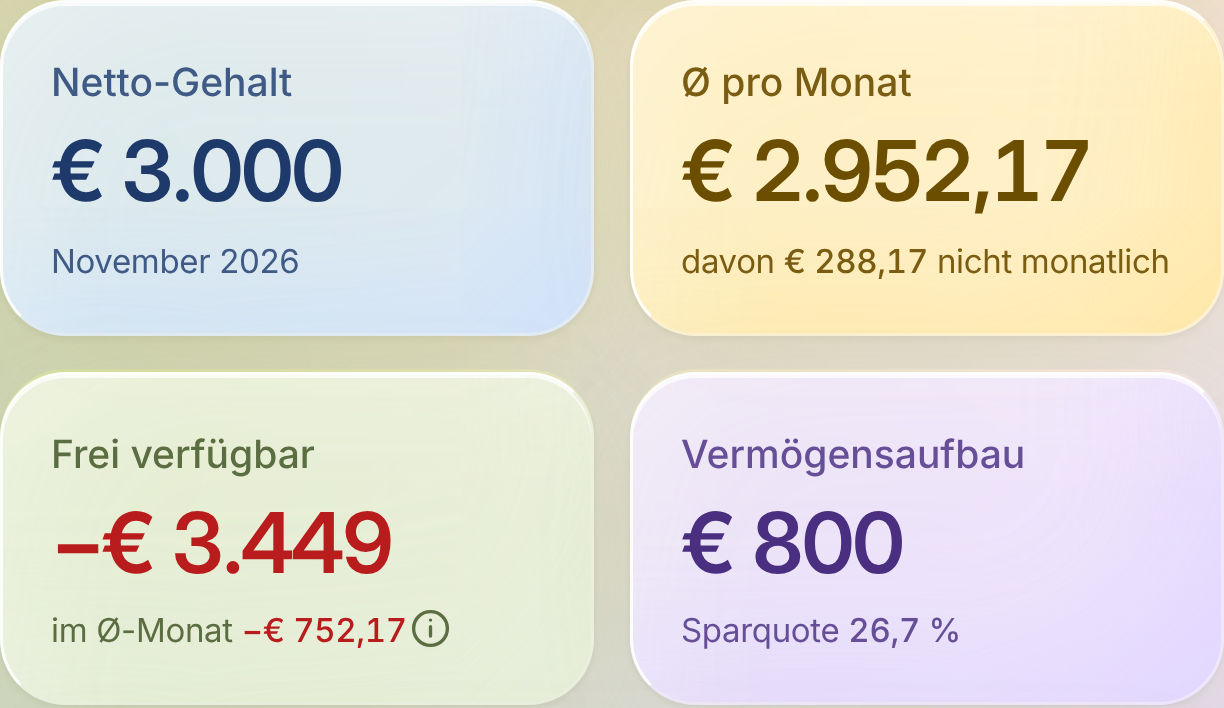 Netto-Gehalt
€ 3.000
November 2026
Ø pro Monat
€ 2.952,17
davon € 288,17 nicht monatlich
Frei verfügbar
–€ 3.449
im Ø-Monat –€ 752,17
Vermögensaufbau
€ 800
Sparquote 26,7 %